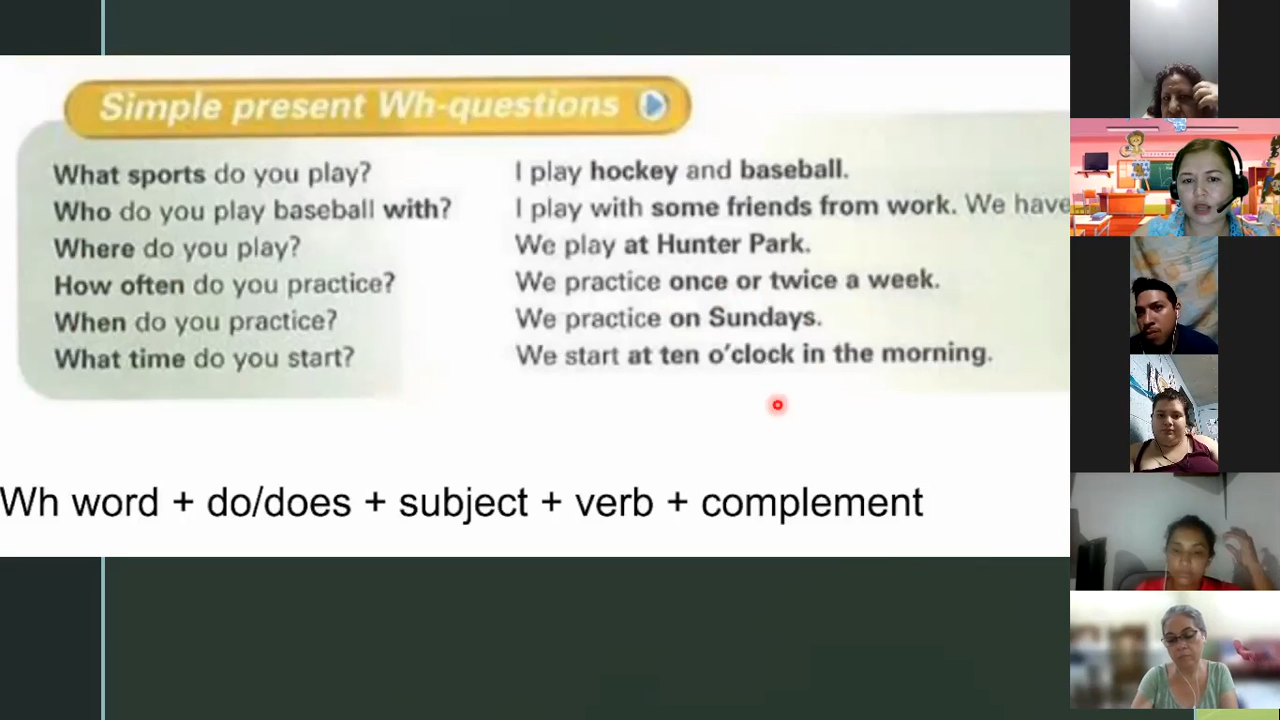 Simple present Wh-questions
What sports do you play? I play hockey and baseball.
Who do you play baseball with? I play with some friends from work. We have
Where do you play? We play at Hunter Park.
How often do you practice? We practice once or twice a week.
When do you practice? We practice on Sundays.
What time do you start? We start at ten o'clock in the morning.
Wh word + do/does + subject + verb + complement